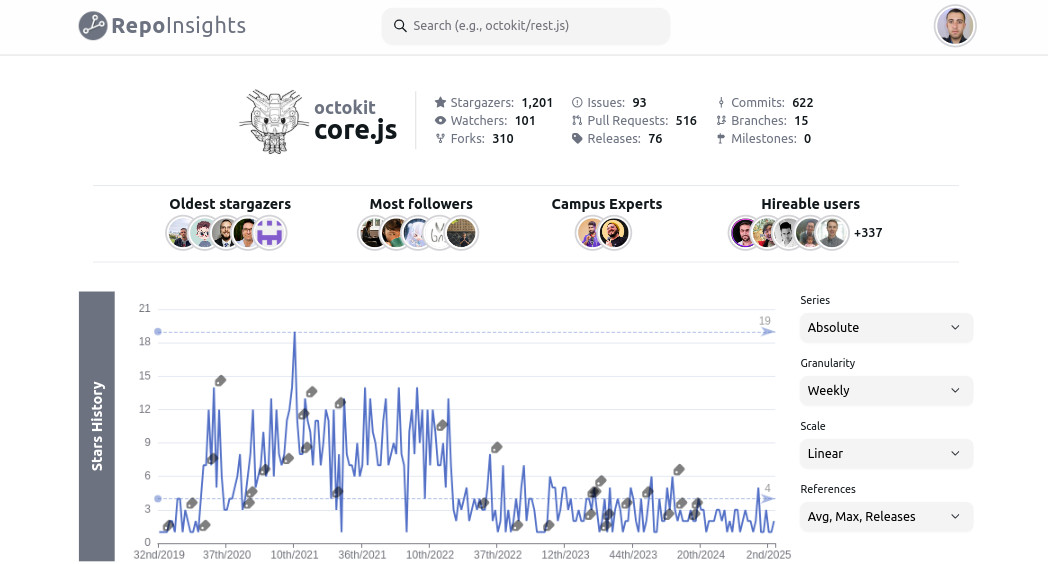 RepoInsights
Search (e.g., octokit/rest.js)
octokit
core.js
Stargazers: 1,201
Issues: 93
Commits: 622
Watchers: 101
Pull Requests: 516
Branches: 15
Forks: 310
Releases: 76
Milestones: 0
Oldest stargazers
Most followers
Campus Experts
Hireable users
+337
Stars History
21
18
15
12
9
6
3
0
19
4
32nd/2019 37th/2020 10th/2021 36th/2021 10th/2022 37th/2022 12th/2023 44th/2023 20th/2024 2nd/2025
Series
Absolute
Granularity
Weekly
Scale
Linear
References
Avg, Max, Releases